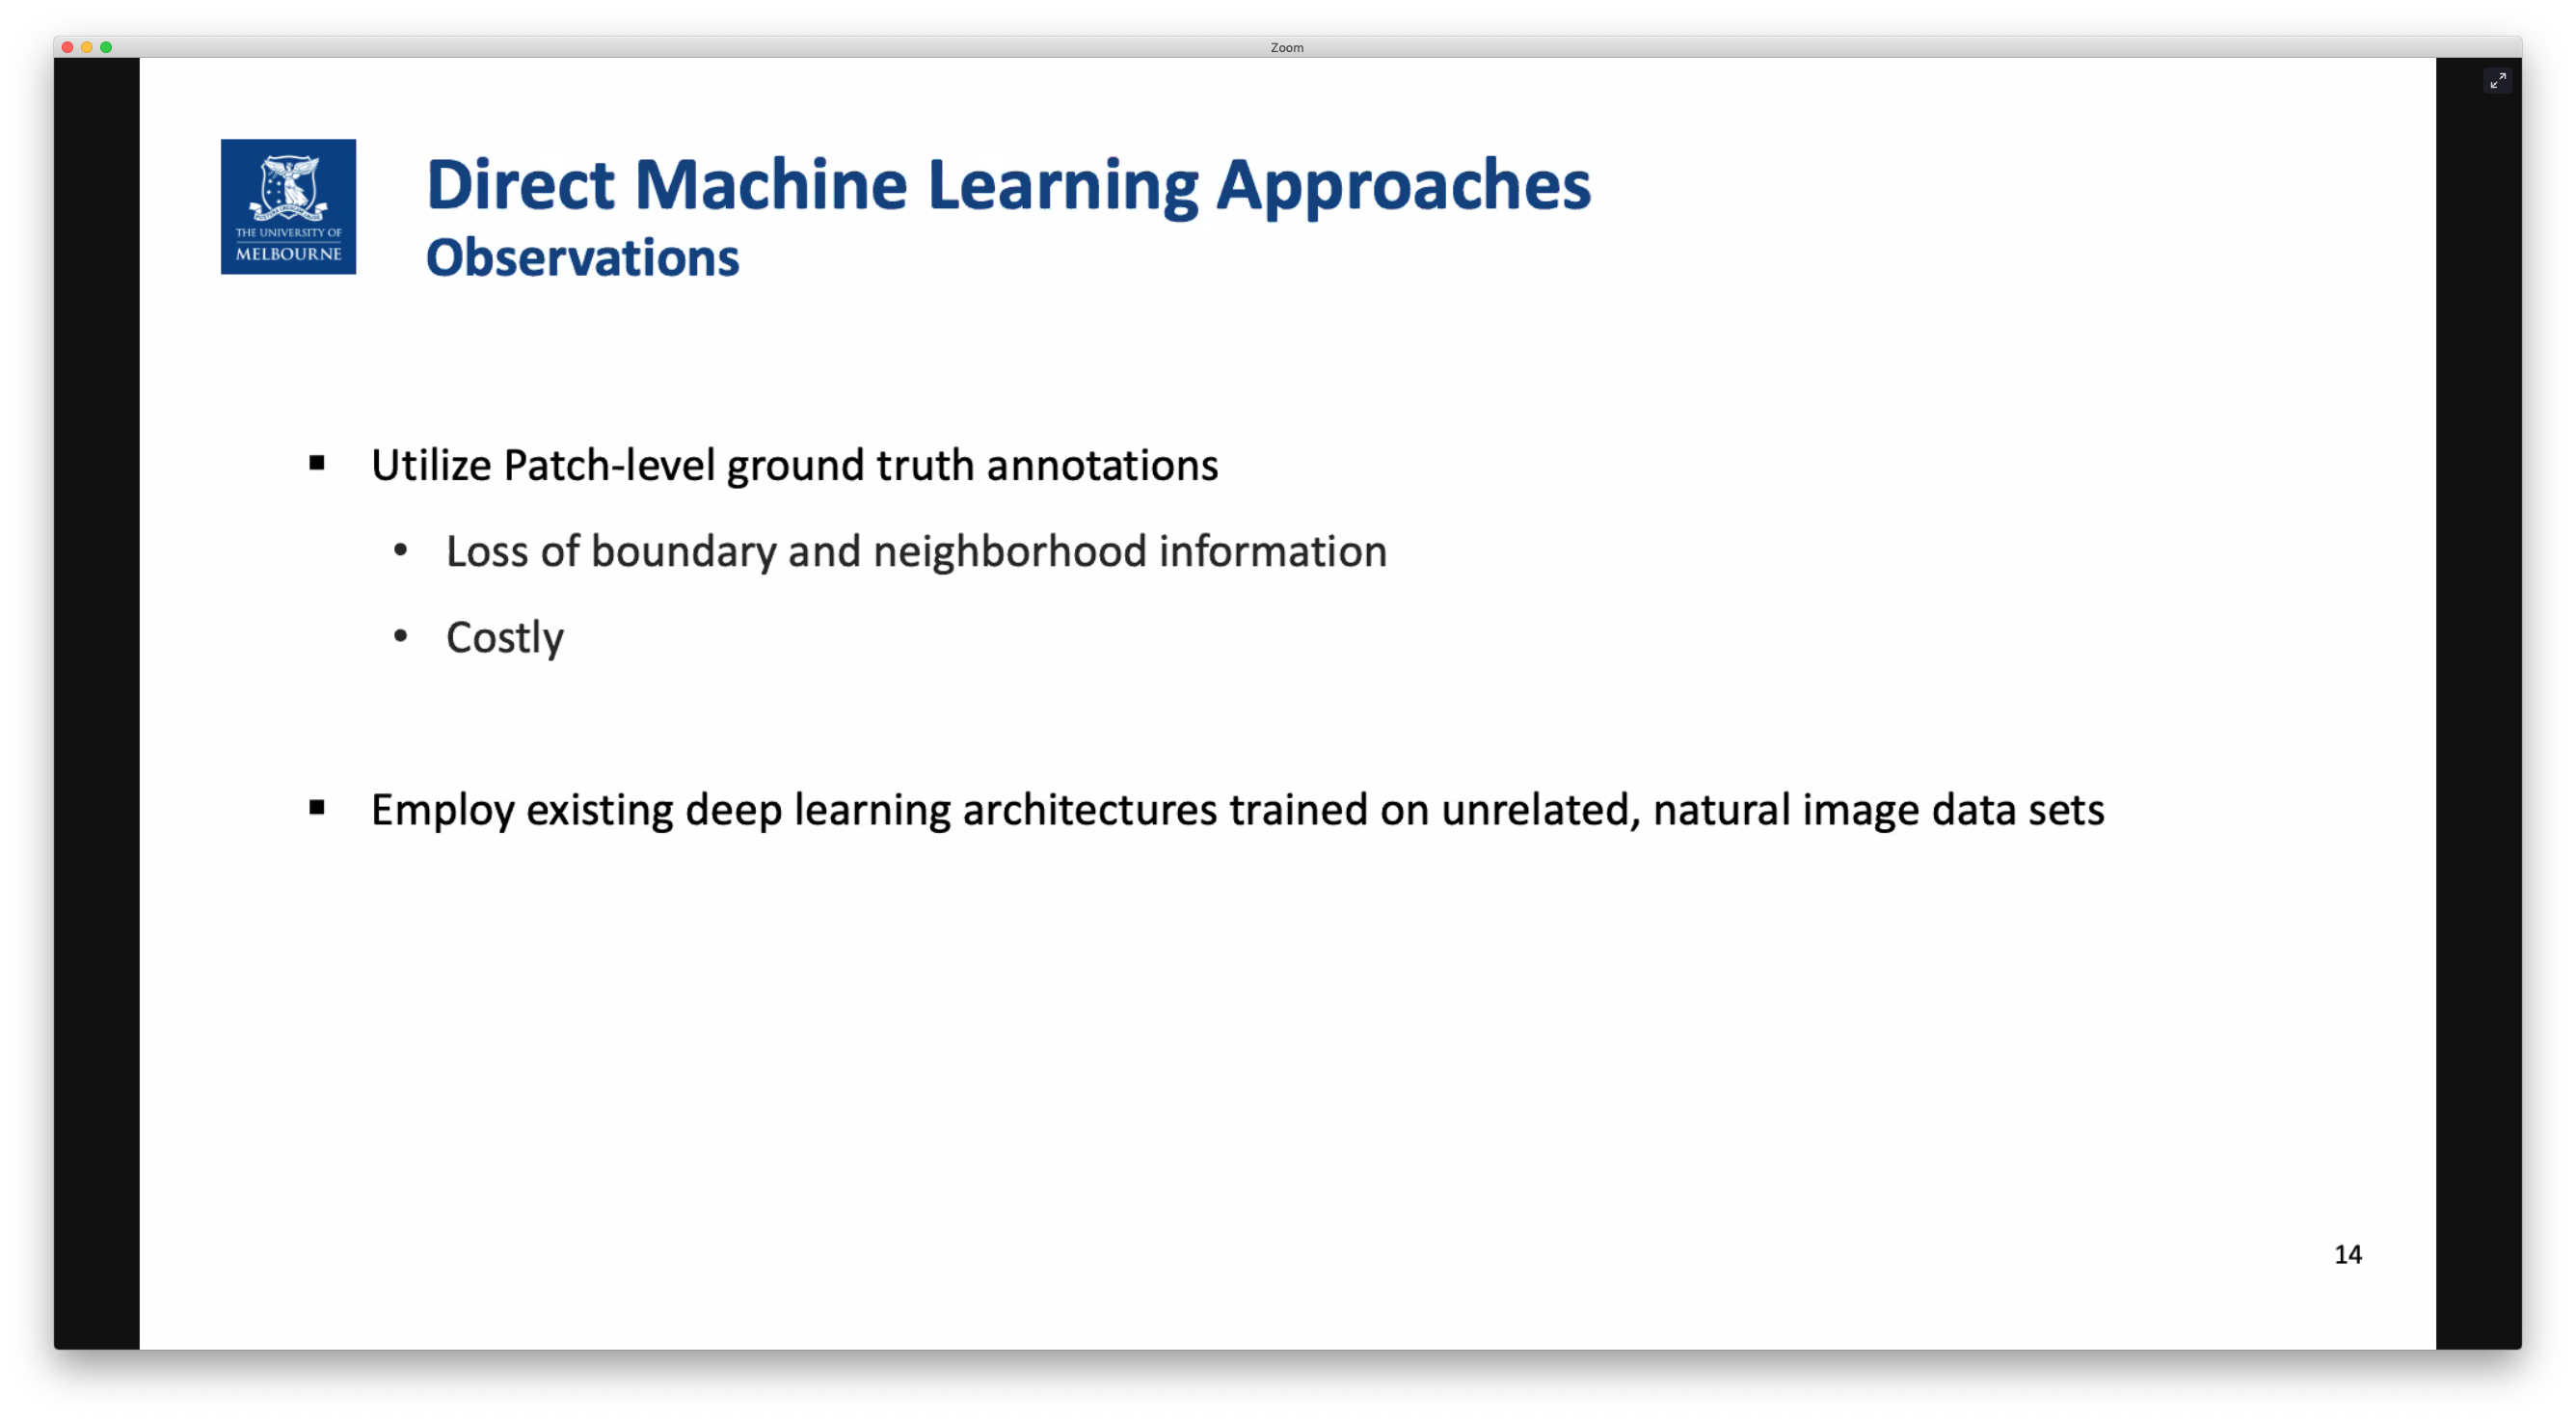 Zoom
THE UNIVERSITY OF
MELBOURNE
Direct Machine Learning Approaches
Observations
▪ Utilize Patch-level ground truth annotations
• Loss of boundary and neighborhood information
• Costly
▪ Employ existing deep learning architectures trained on unrelated, natural image data sets
14